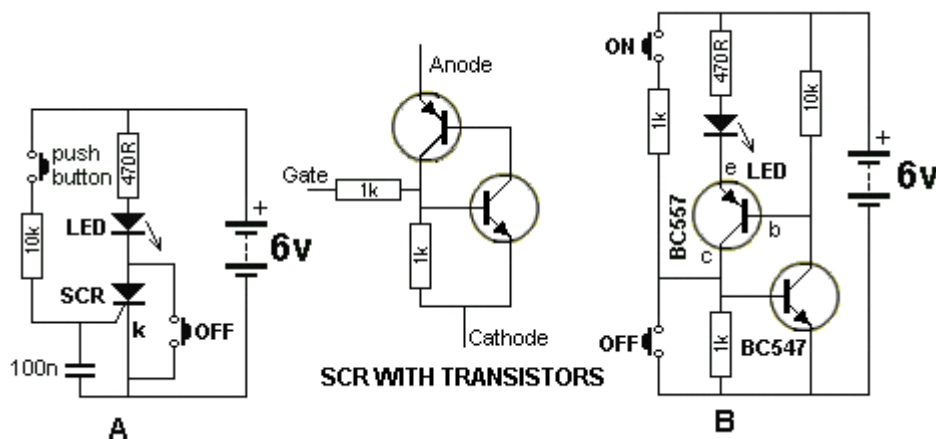 push
button
470R
LED
10k
SCR
k
OFF
100n
+
6v
A
Anode
Gate
1k
1k
Cathode
SCR WITH TRANSISTORS
ON
1k
470R
10k
LED
e
BC557
b
c
OFF
1k
BC547
+
6v
B